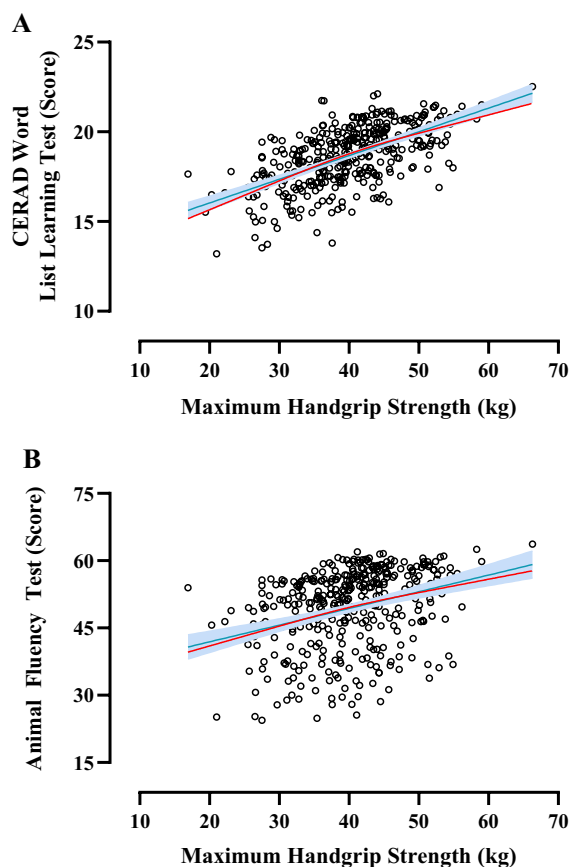 A
CERAD Word
List Learning Test (Score)
25
20
15
10
10 20 30 40 50 60 70
Maximum Handgrip Strength (kg)
B
Animal Fluency Test (Score)
75
60
45
30
15
10 20 30 40 50 60 70
Maximum Handgrip Strength (kg)